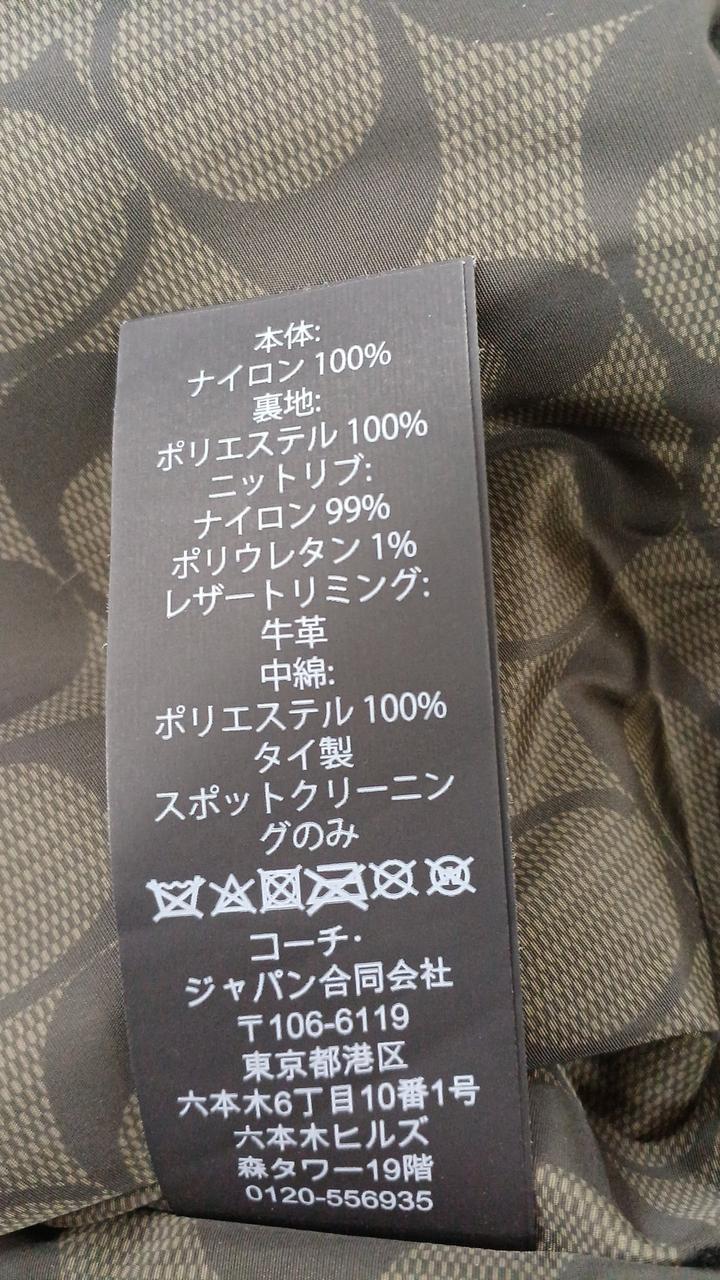 本体:
ナイロン 100%
裏地:
ポリエステル 100%
ニットリブ:
ナイロン 99%
ポリウレタン 1%
レザートリミング:
牛革
中綿:
ポリエステル 100%
タイ製
スポットクリーニン
グのみ
コーチ・
ジャパン合同会社
〒106-6119
東京都港区
六本木6丁目10番1号
六本木ヒルズ
森タワー19階
0120-556935